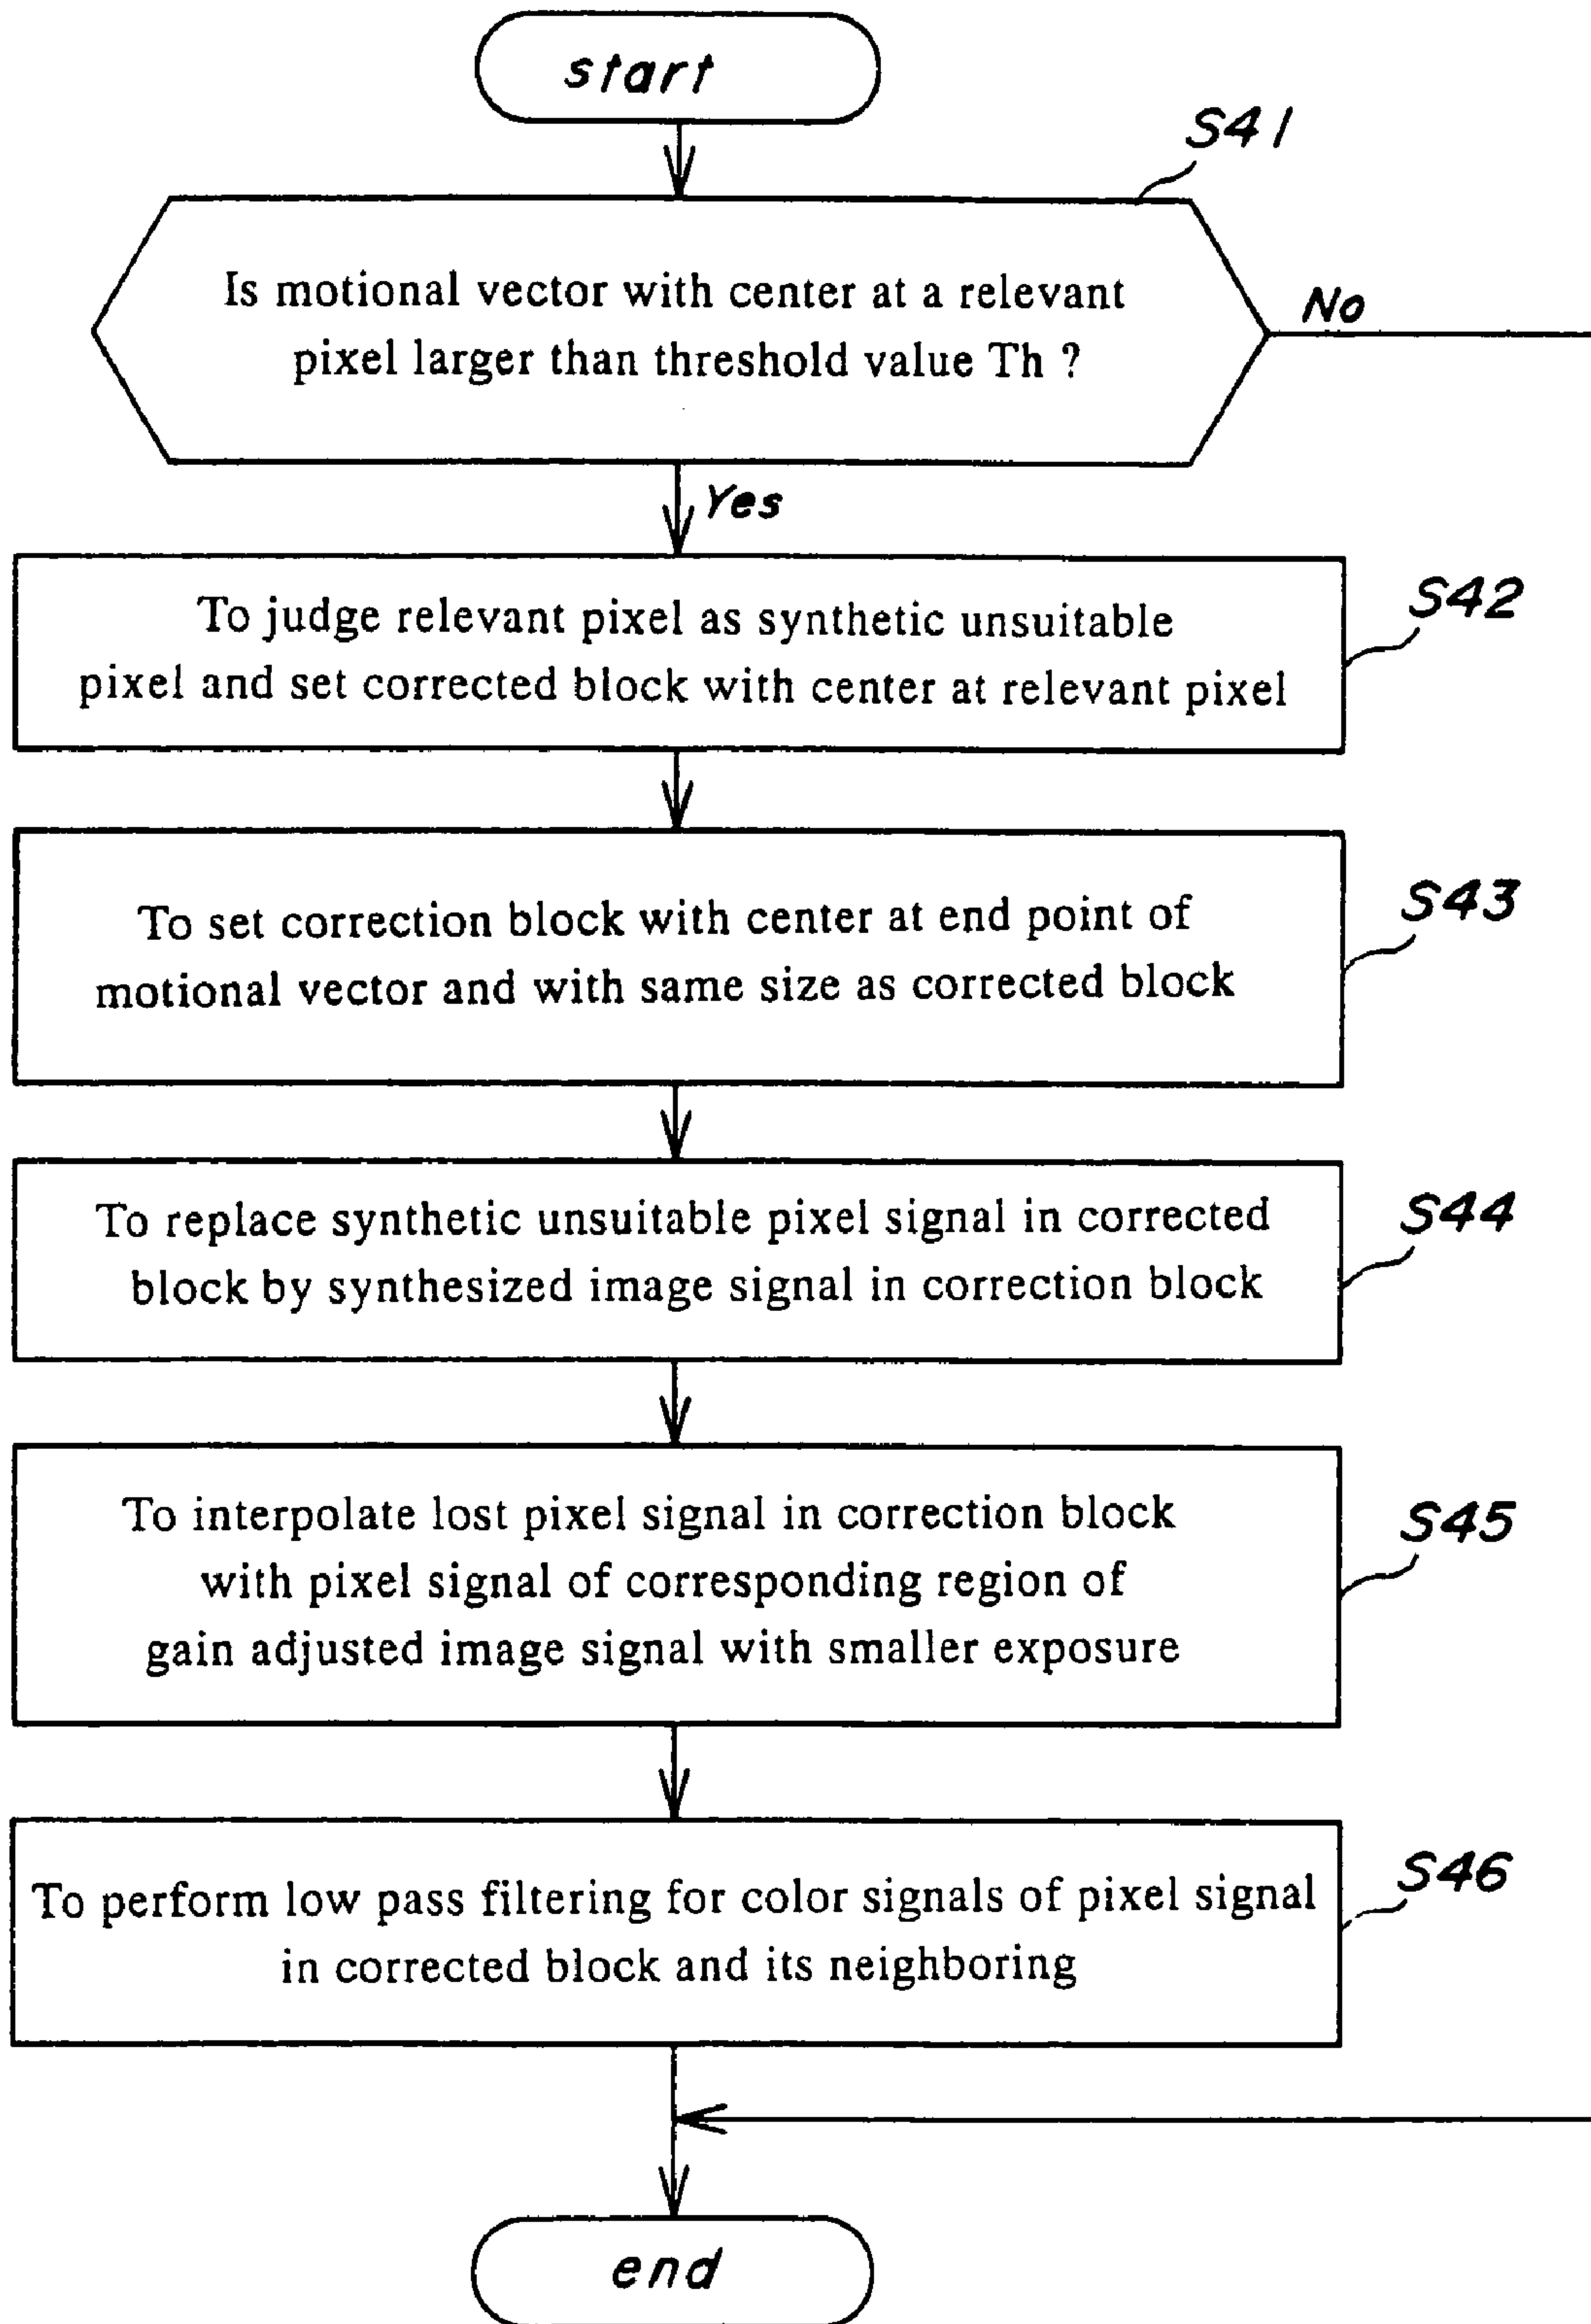 start
S41
Is motional vector with center at a relevant
pixel larger than threshold value Th ?
No
Yes
S42
To judge relevant pixel as synthetic unsuitable
pixel and set corrected block with center at relevant pixel
S43
To set correction block with center at end point of
motional vector and with same size as corrected block
S44
To replace synthetic unsuitable pixel signal in corrected
block by synthesized image signal in correction block
S45
To interpolate lost pixel signal in correction block
with pixel signal of corresponding region of
gain adjusted image signal with smaller exposure
S46
To perform low pass filtering for color signals of pixel signal
in corrected block and its neighboring
end